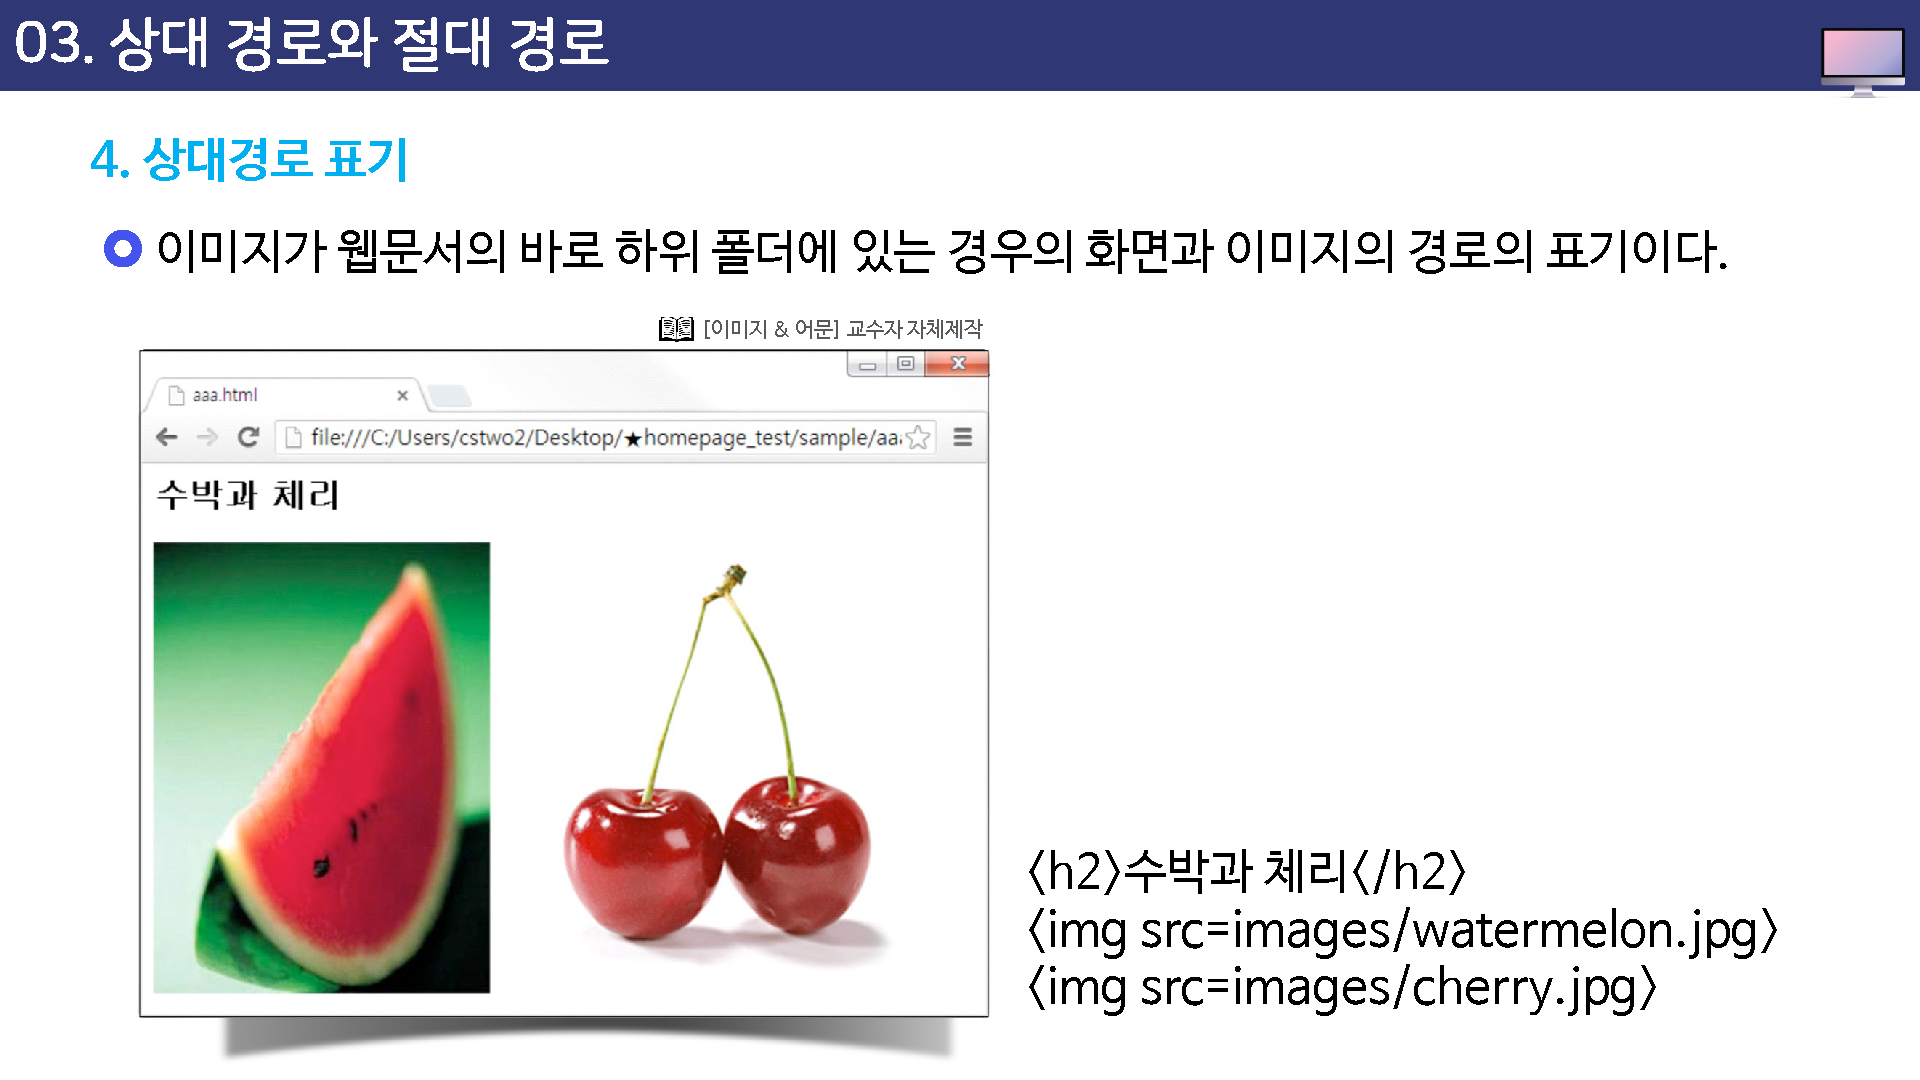 03. 상대 경로와 절대 경로
4. 상대경로 표기
이미지가 웹문서의 바로 하위 폴더에 있는 경우의 화면과 이미지의 경로의 표기이다.
[이미지 & 어문] 교수자 자체제작
aaa.html
file:///C:/Users/cstwo2/Desktop/★homepage_test/sample/aa
수박과 체리
<h2>수박과 체리</h2>
<img src=images/watermelon.jpg>
<img src=images/cherry.jpg>